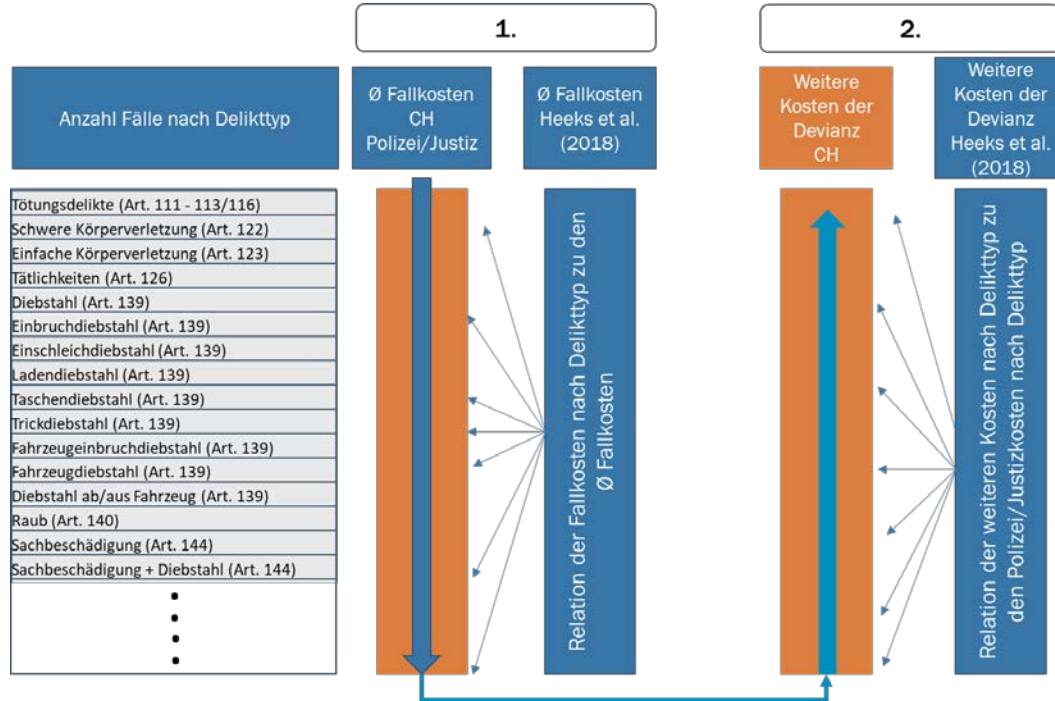 1.
2.
Anzahl Fälle nach Delikttyp
Ø Fallkosten
CH
Polizei/Justiz
Ø Fallkosten
Heeks et al.
(2018)
Weitere
Kosten der
Devianz
CH
Weitere
Kosten der
Devianz
Heeks et al.
(2018)
Tötungsdelikte (Art. 111 - 113/116)
Schwere Körperverletzung (Art. 122)
Einfache Körperverletzung (Art. 123)
Tätlichkeiten (Art. 126)
Diebstahl (Art. 139)
Einbruchdiebstahl (Art. 139)
Einschleichdiebstahl (Art. 139)
Ladendiebstahl (Art. 139)
Taschendiebstahl (Art. 139)
Trickdiebstahl (Art. 139)
Fahrzeugeinbruchdiebstahl (Art. 139)
Fahrzeugdiebstahl (Art. 139)
Diebstahl ab/aus Fahrzeug (Art. 139)
Raub (Art. 140)
Sachbeschädigung (Art. 144)
Sachbeschädigung + Diebstahl (Art. 144)
Relation der Fallkosten nach Delikttyp zu den
Ø Fallkosten
Relation der weiteren Kosten nach Delikttyp zu
den Polizei/Justizkosten nach Delikttyp